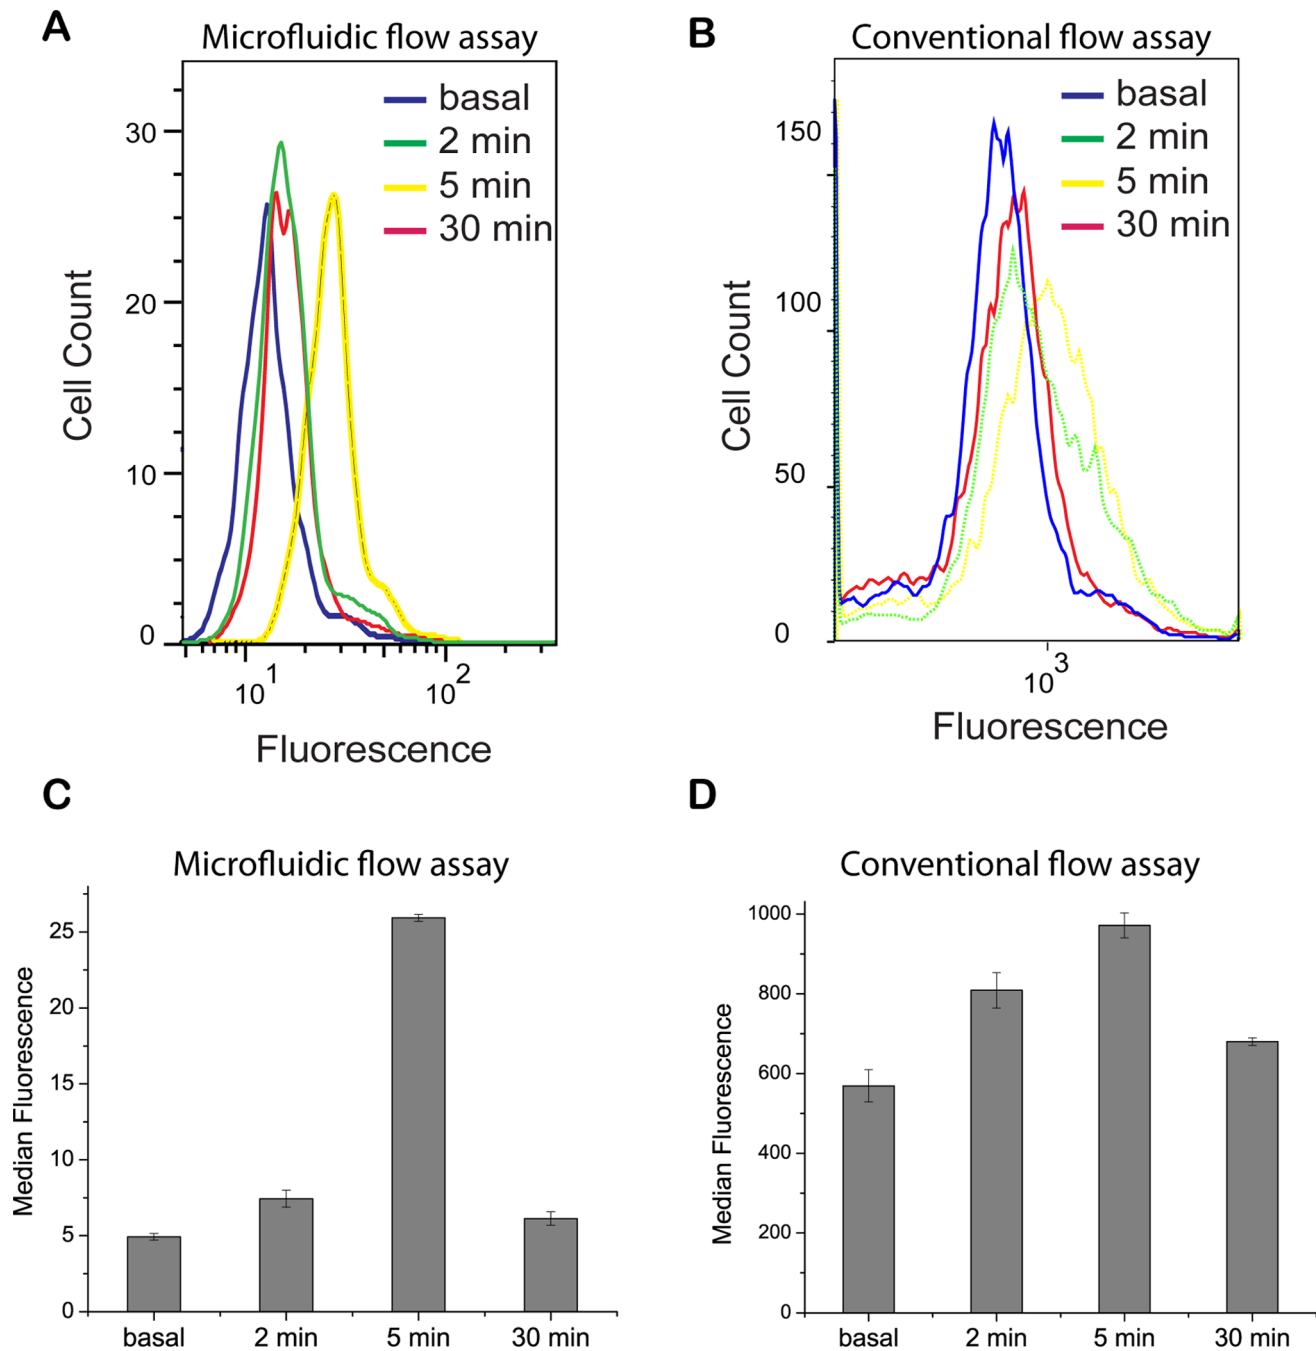 A
Microfluidic flow assay
basal
2 min
5 min
30 min
30
20
10
0
Cell Count
10^1
10^2
Fluorescence
B
Conventional flow assay
basal
2 min
5 min
30 min
150
100
50
0
Cell Count
10^3
Fluorescence
C
Microfluidic flow assay
25
20
15
10
5
0
Median Fluorescence
basal 2 min 5 min 30 min
D
Conventional flow assay
1000
800
600
400
200
0
Median Fluorescence
basal 2 min 5 min 30 min